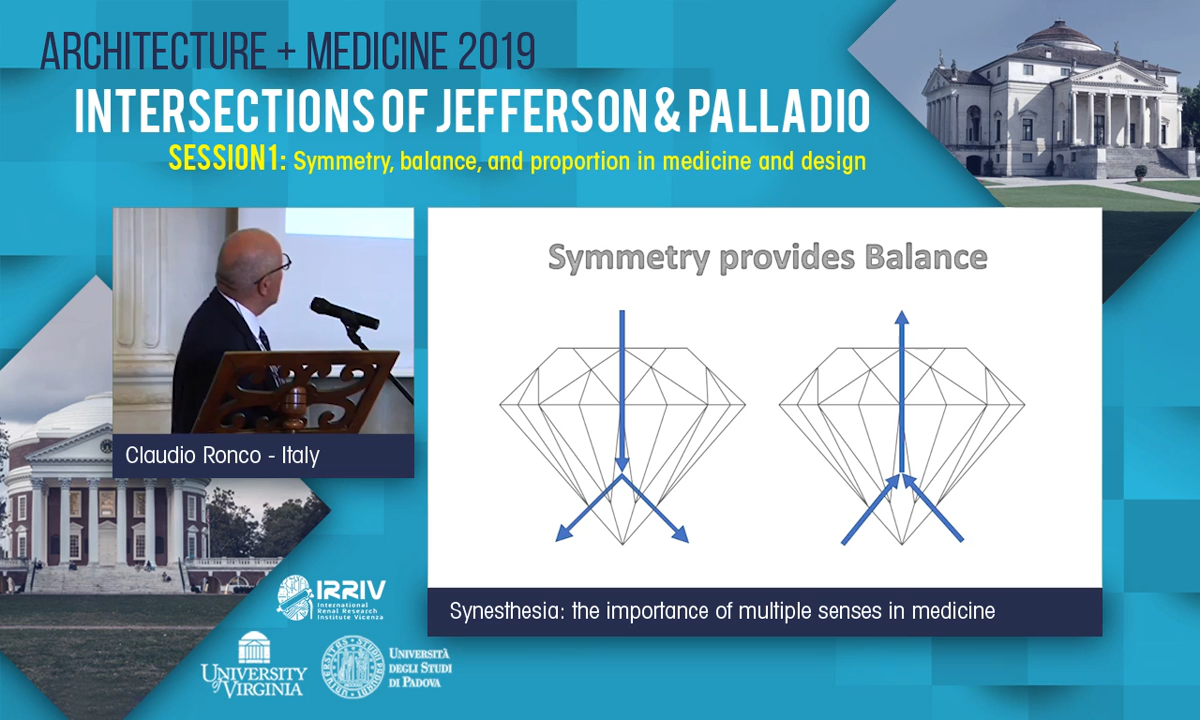 ARCHITECTURE + MEDICINE 2019
INTERSECTIONS OF JEFFERSON & PALLADIO
SESSION1: Symmetry, balance, and proportion in medicine and design
Symmetry provides Balance
Claudio Ronco - Italy
Synesthesia: the importance of multiple senses in medicine
IRRIV
International
Renal Research
Institute Vicenza
UNIVERSITY
of VIRGINIA
UNIVERSITÀ
DEGLI STUDI
DI PADOVA